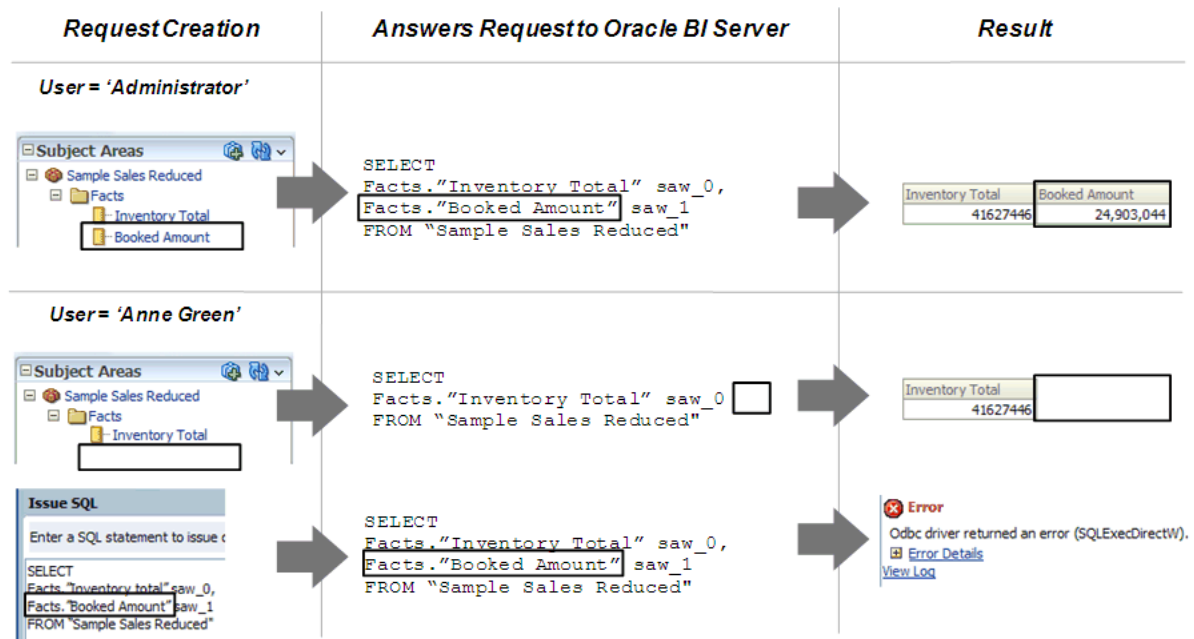 Request Creation
Answers Request to Oracle BI Server
Result
User = ‘Administrator’
Subject Areas
Sample Sales Reduced
Facts
Inventory Total
Booked Amount
SELECT
Facts.”Inventory Total” saw_0,
Facts.”Booked Amount” saw_1
FROM “Sample Sales Reduced"
Inventory Total Booked Amount
41627446 24,903,044
User = ‘Anne Green’
Subject Areas
Sample Sales Reduced
Facts
Inventory Total
SELECT
Facts.”Inventory Total” saw_0
FROM “Sample Sales Reduced"
Inventory Total
41627446
Issue SQL
Enter a SQL statement to issue
SELECT
Facts."Inventory total" saw_0,
Facts."Booked Amount" saw_1
FROM "Sample Sales Reduced"
SELECT
Facts.”Inventory Total” saw_0,
Facts.”Booked Amount” saw_1
FROM “Sample Sales Reduced"
Error
Odbc driver returned an error (SQLExecDirectW).
Error Details
View Log